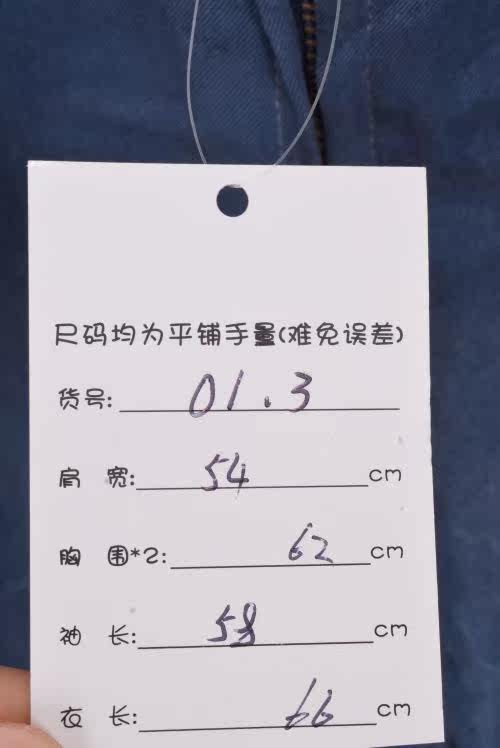 尺码均为平铺手量(难免误差)
货号: 01.3
肩 宽: 54 cm
胸 围*2: 62 cm
袖 长: 58 cm
衣 长: 66 cm